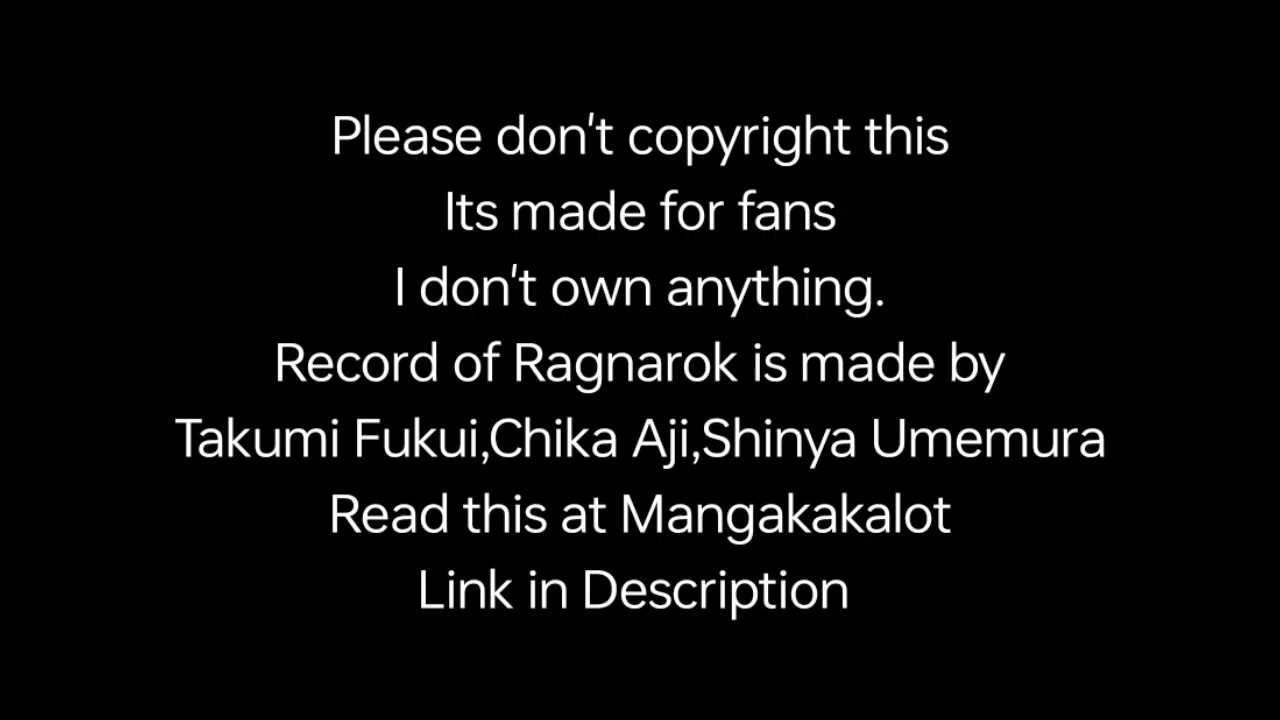 Please don't copyright this
Its made for fans
I don't own anything.
Record of Ragnarok is made by
Takumi Fukui,Chika Aji,Shinya Umemura
Read this at Mangakakalot
Link in Description